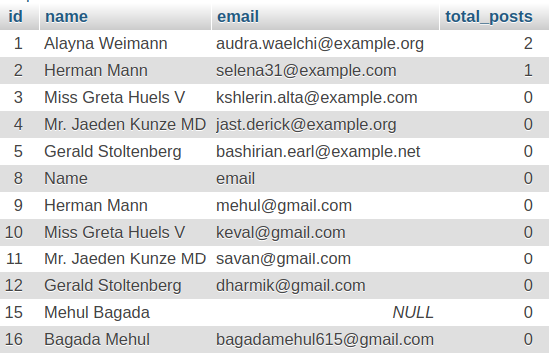 id name email total_posts
1 Alayna Weimann audra.waelchi@example.org 2
2 Herman Mann selena31@example.com 1
3 Miss Greta Huels V kshlerin.alta@example.com 0
4 Mr. Jaeden Kunze MD jast.derick@example.org 0
5 Gerald Stoltenberg bashirian.earl@example.net 0
8 Name email 0
9 Herman Mann mehul@gmail.com 0
10 Miss Greta Huels V keval@gmail.com 0
11 Mr. Jaeden Kunze MD savan@gmail.com 0
12 Gerald Stoltenberg dharmik@gmail.com 0
15 Mehul Bagada NULL 0
16 Bagada Mehul bagadamehul615@gmail.com 0